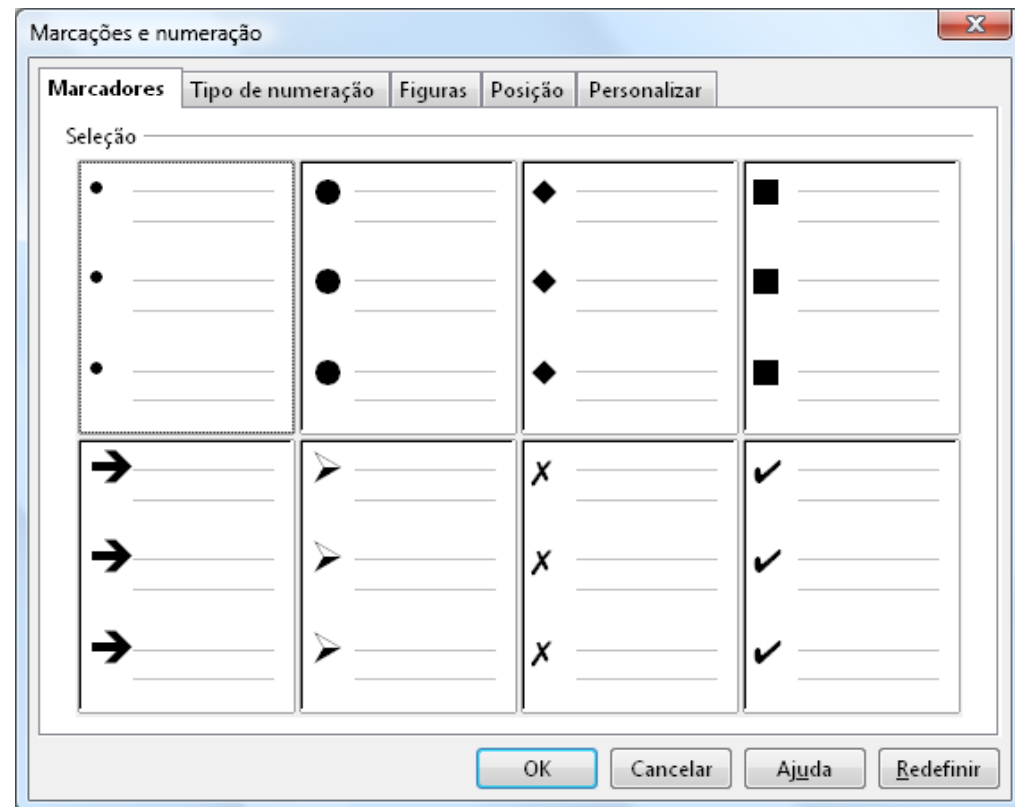 Marcações e numeração
Marcadores Tipo de numeração Figuras Posição Personalizar
Seleção
OK Cancelar Ajuda Redefinir